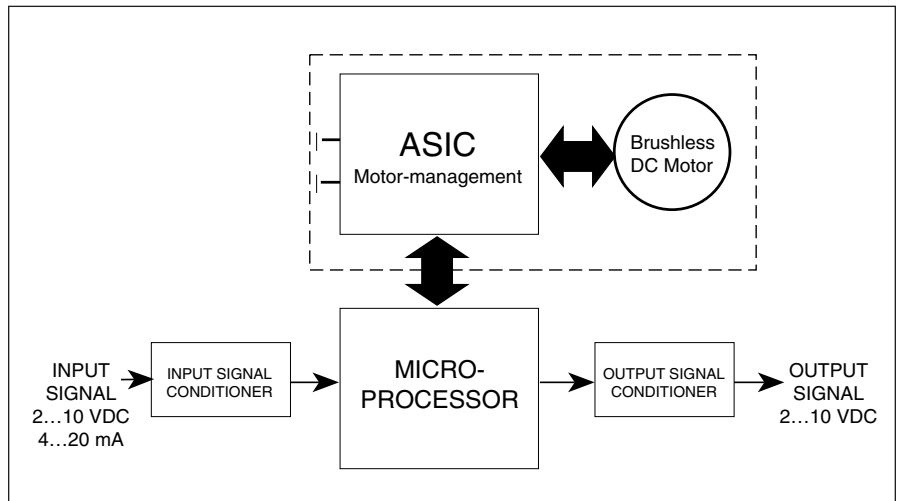 ASIC
Motor-management
Brushless
DC Motor
INPUT
SIGNAL
2…10 VDC
4…20 mA
INPUT SIGNAL
CONDITIONER
MICRO-
PROCESSOR
OUTPUT SIGNAL
CONDITIONER
OUTPUT
SIGNAL
2…10 VDC